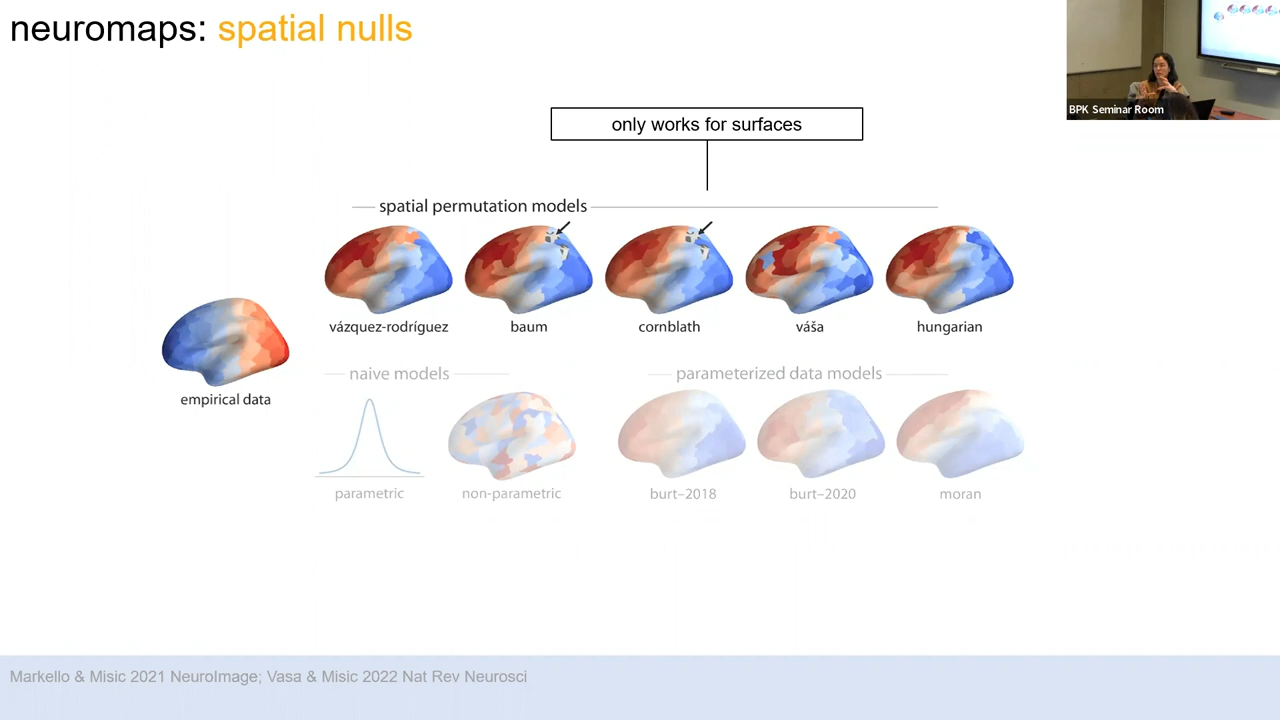 neuromaps: spatial nulls
BPK Seminar Room
only works for surfaces
spatial permutation models
vázquez-rodríguez
baum
cornblath
váša
hungarian
empirical data
naive models
parameterized data models
parametric
non-parametric
burt–2018
burt–2020
moran
Markello & Misic 2021 NeuroImage; Vasa & Misic 2022 Nat Rev Neurosci